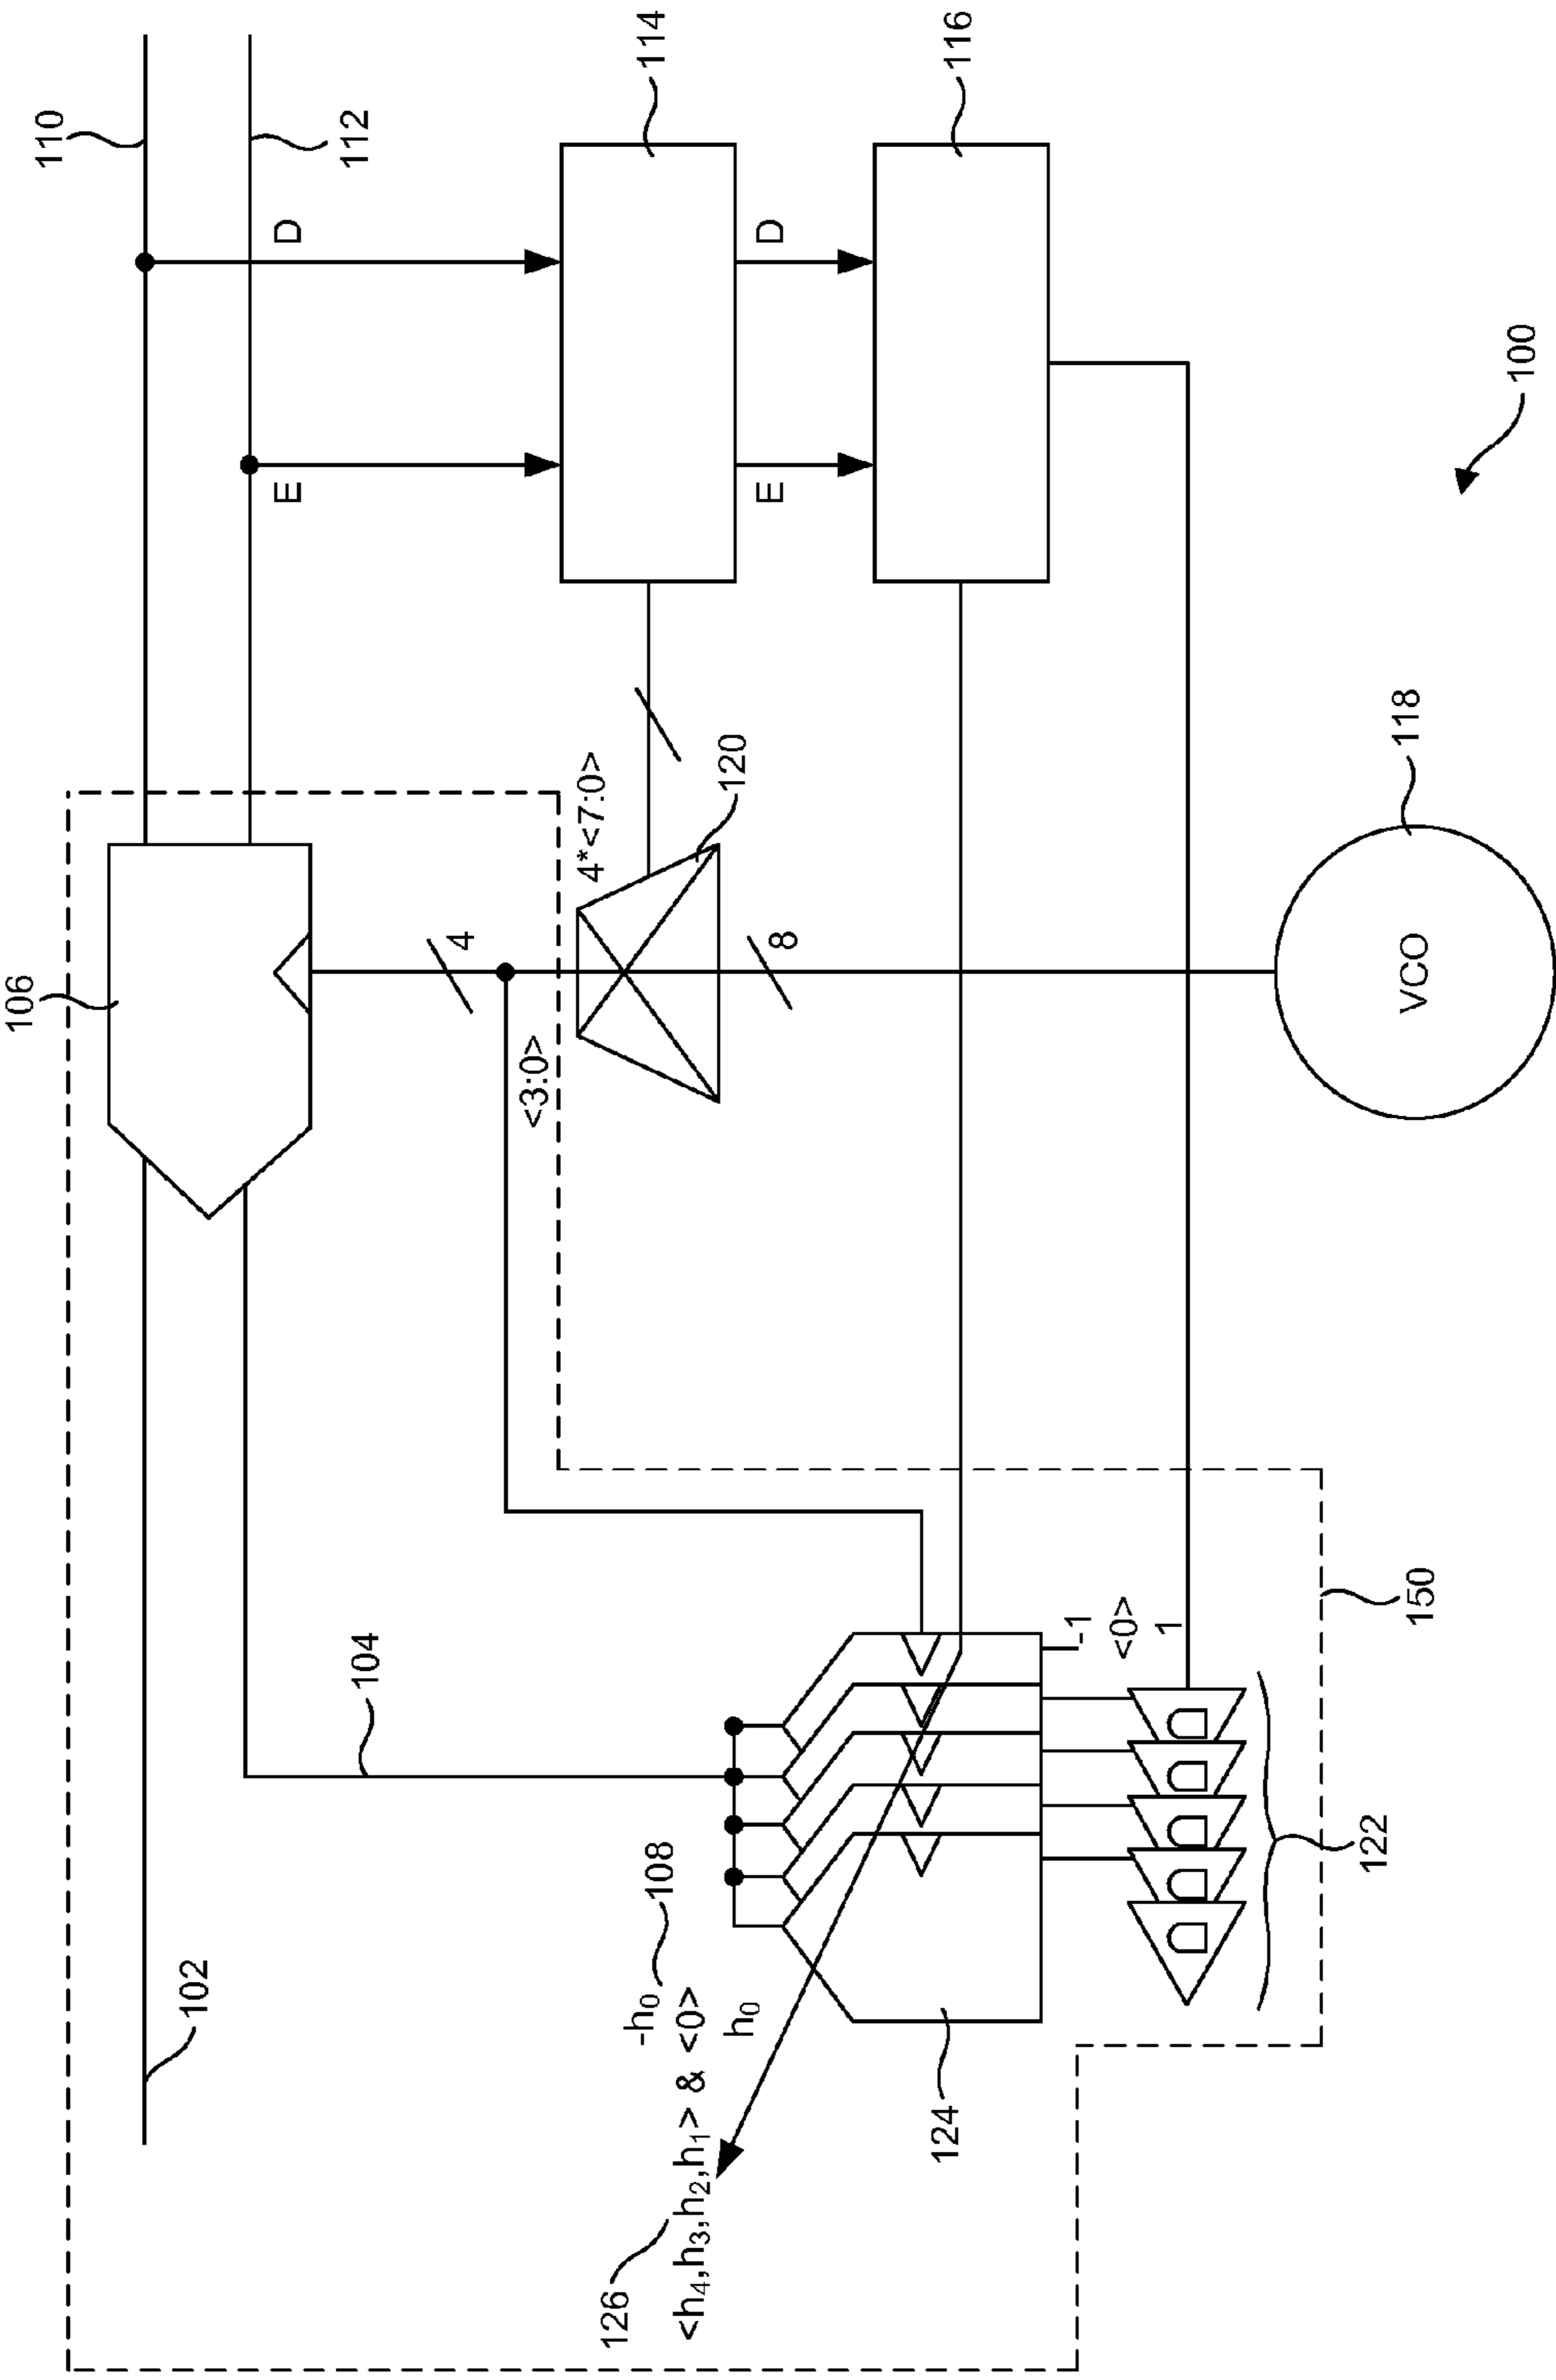 102
104
106
110
112
D
E
4
<3:0>
-h₀
108
126
<h₄,h₃,h₂,h₁> & <0>
h₀
4*<7:0>
120
114
D
E
8
116
124
-1
<0>
1
122
150
VCO
118
100